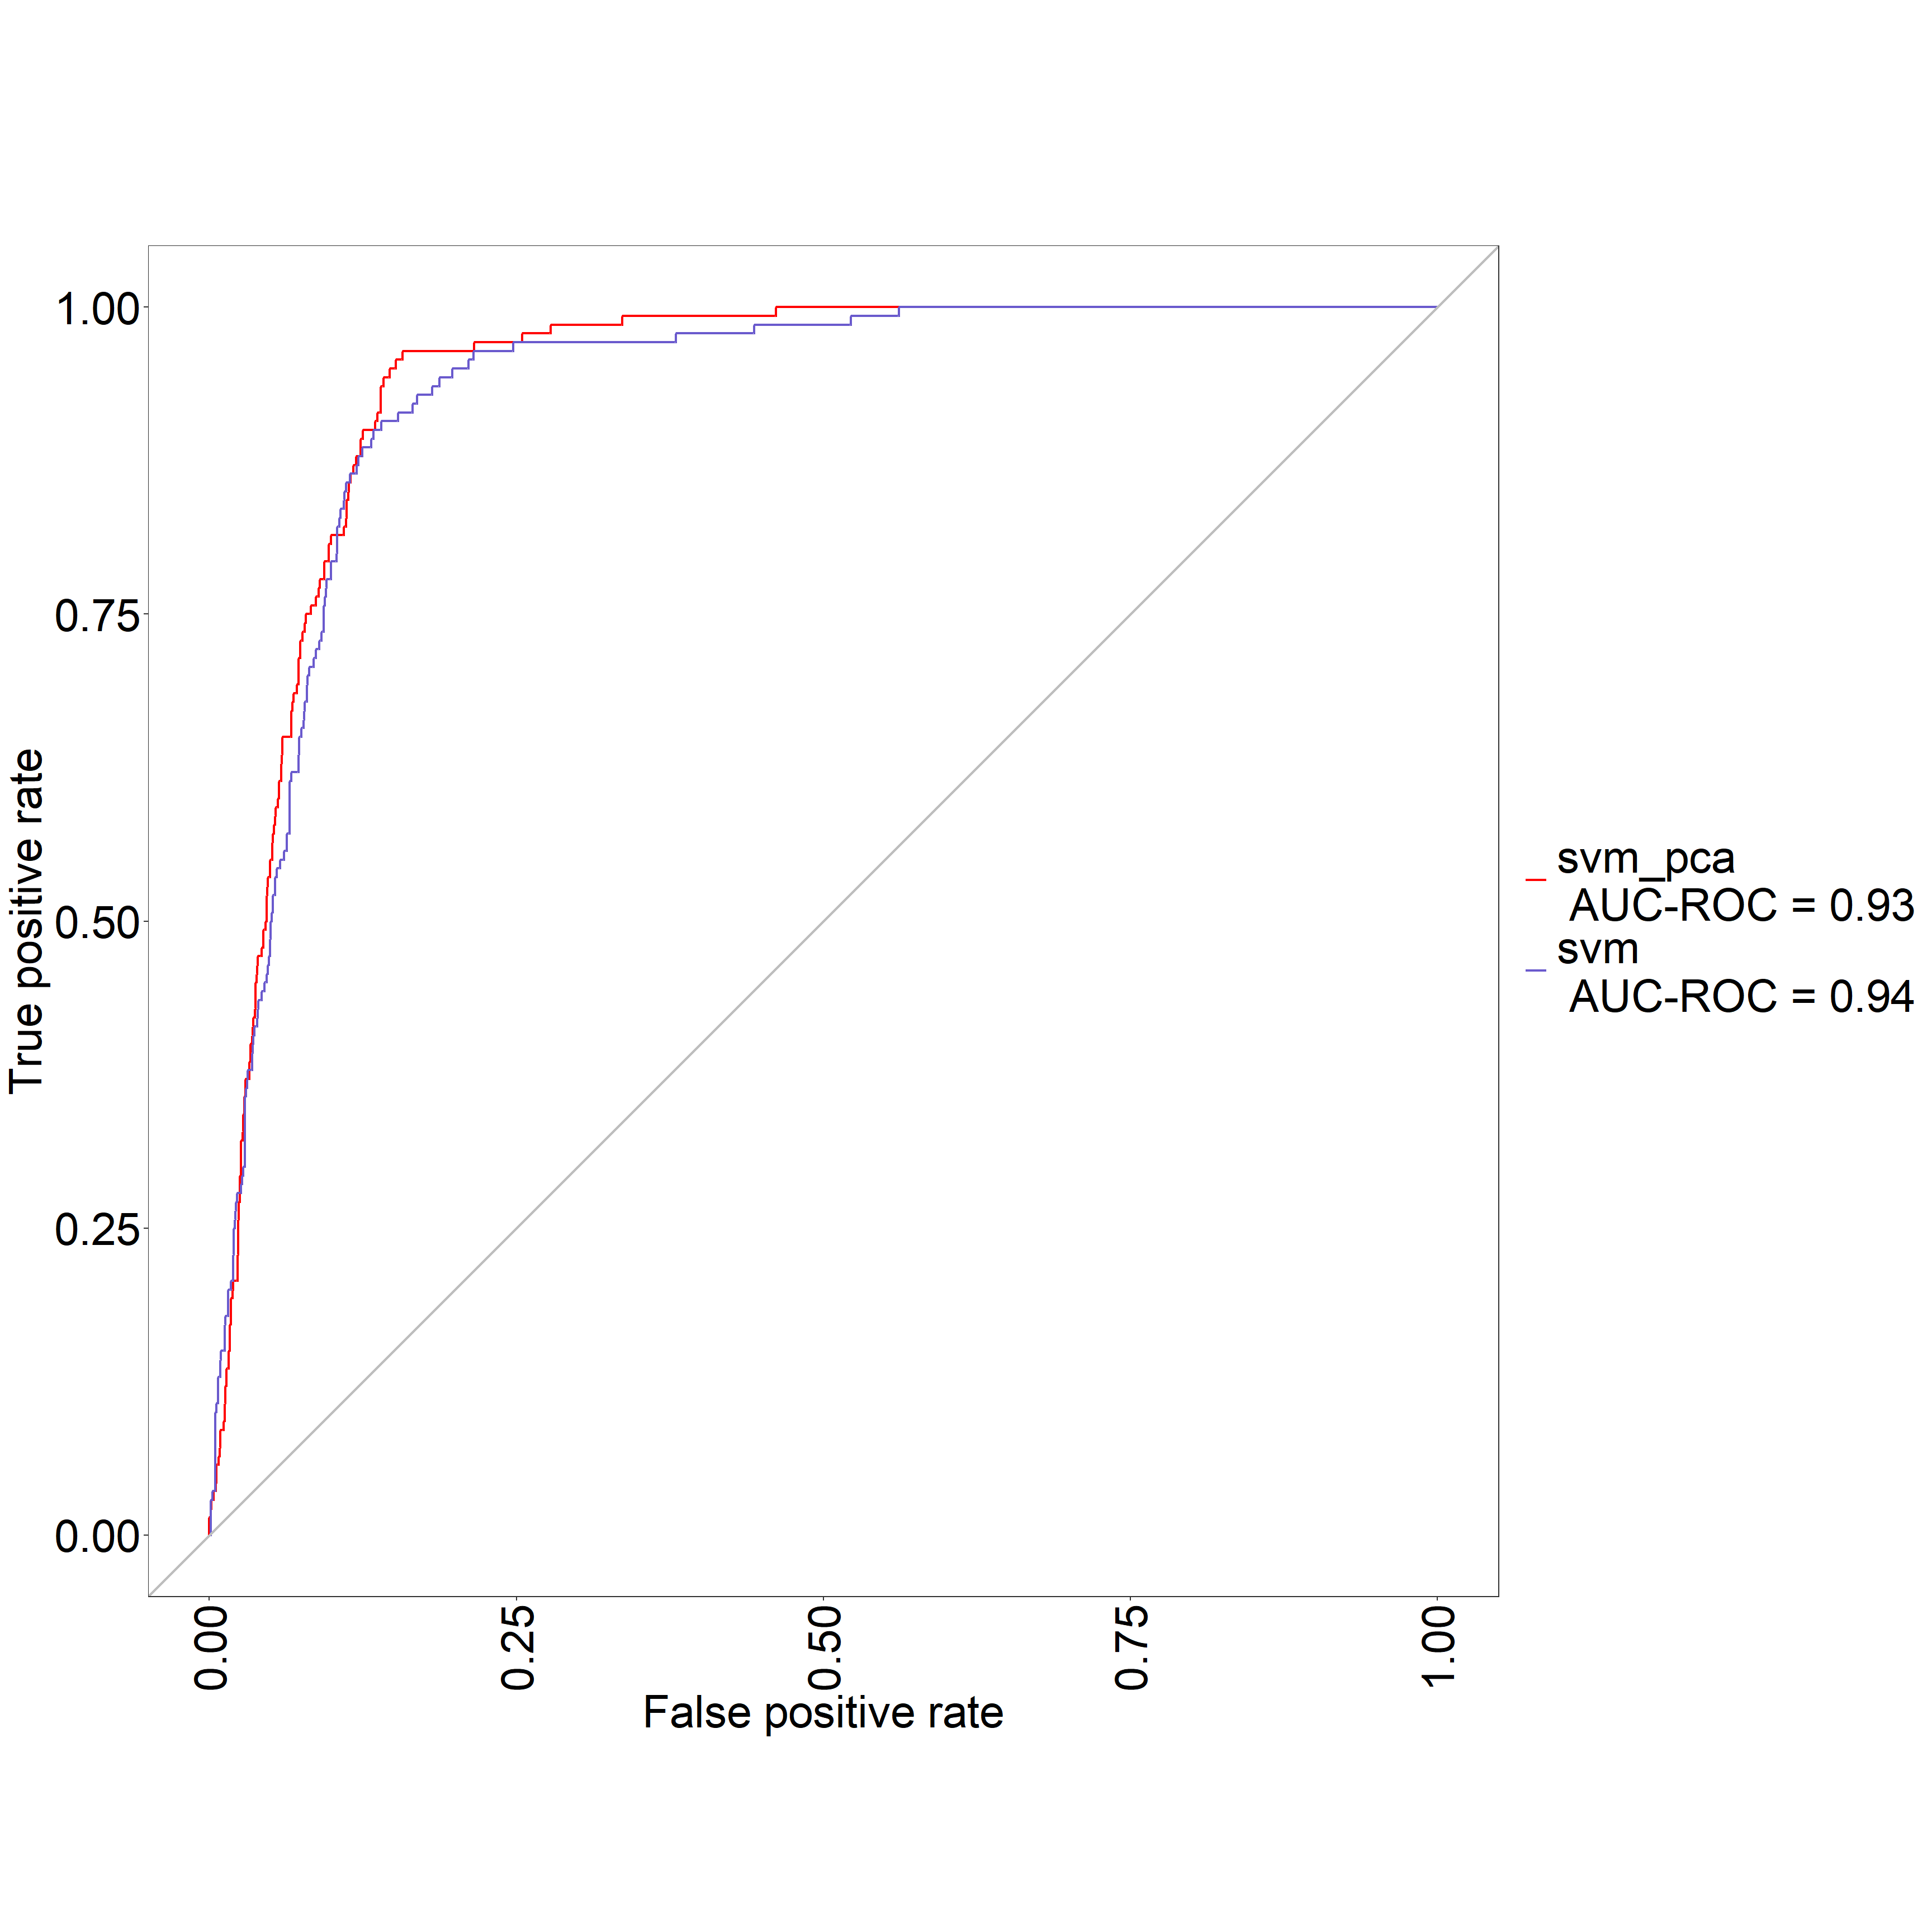 1.00
0.75
0.50
0.25
0.00
True positive rate
0.00
0.25
0.50
0.75
1.00
False positive rate
svm_pca
AUC-ROC = 0.93
svm
AUC-ROC = 0.94